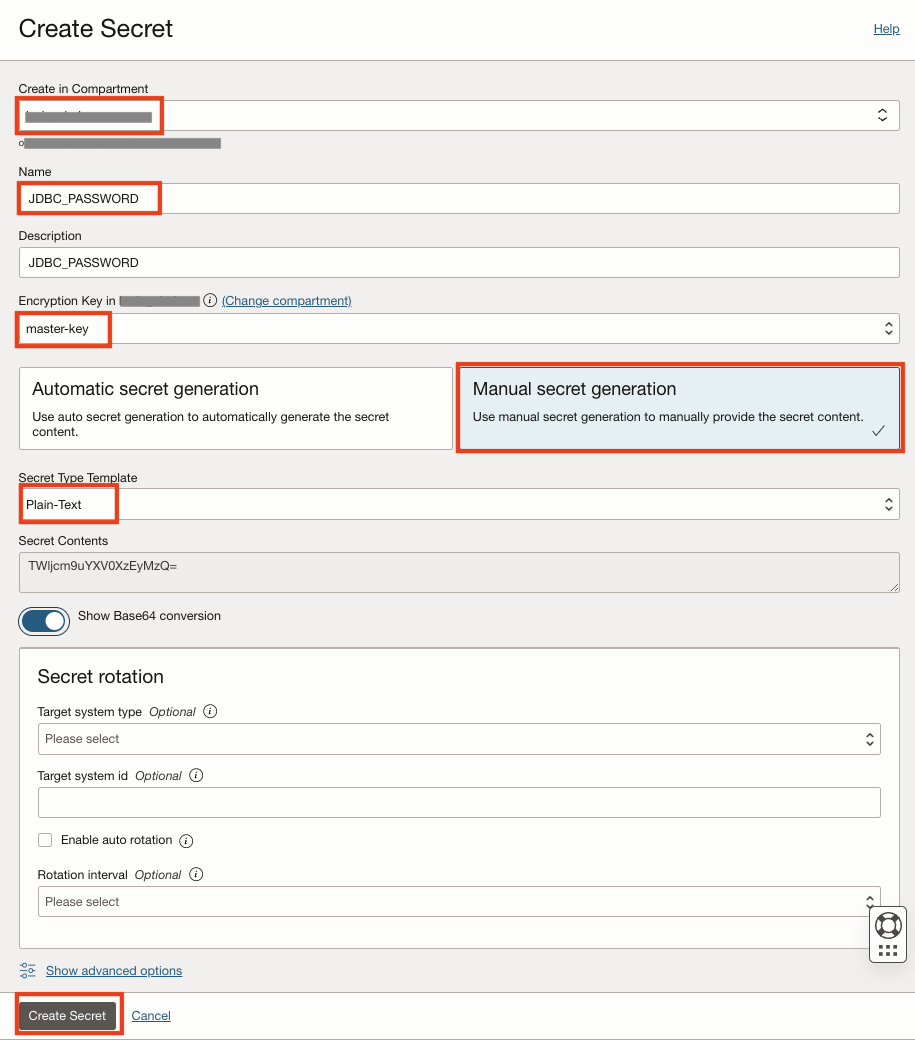 Create Secret
Help
Create in Compartment
Name
JDBC_PASSWORD
Description
JDBC_PASSWORD
Encryption Key in
(Change compartment)
master-key
Automatic secret generation
Use auto secret generation to automatically generate the secret
content.
Manual secret generation
Use manual secret generation to manually provide the secret content.
Secret Type Template
Plain-Text
Secret Contents
TWljcm9uYXV0XzEyMzQ=
Show Base64 conversion
Secret rotation
Target system type Optional
Please select
Target system id Optional
Enable auto rotation
Rotation interval Optional
Please select
Show advanced options
Create Secret
Cancel